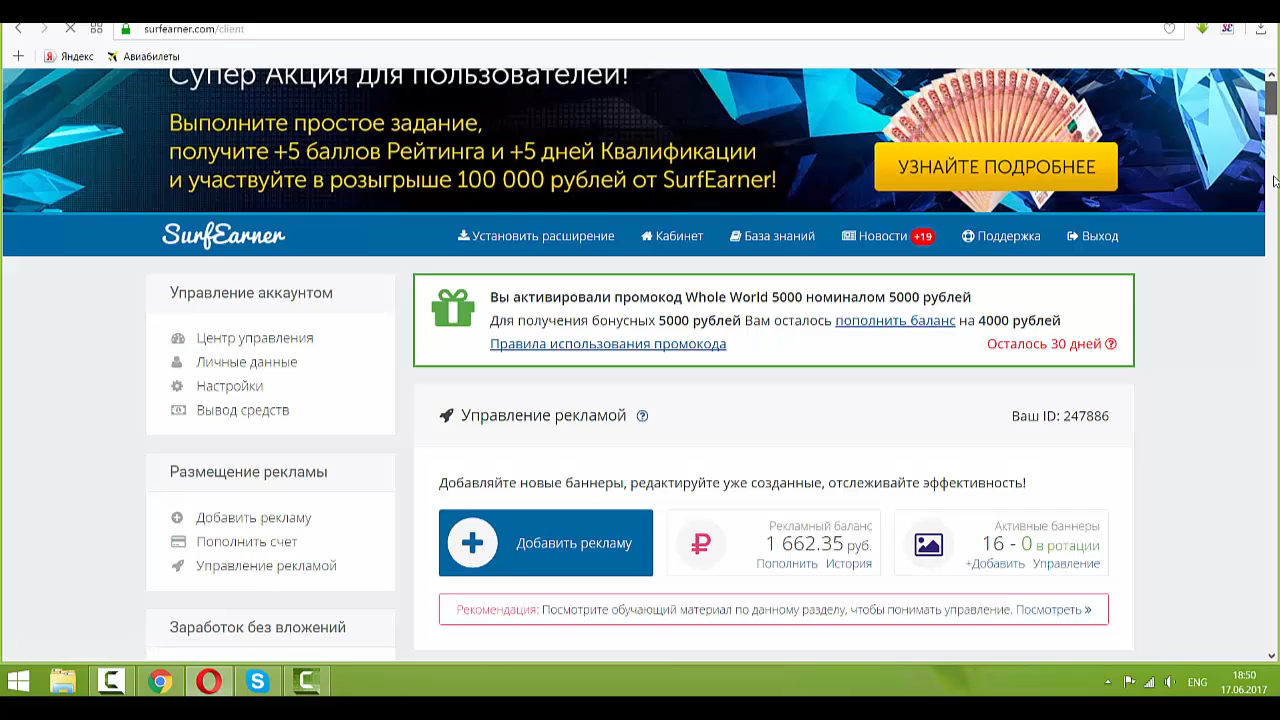 surfearner.com/client
Яндекс
Авиабилеты
Супер Акция для пользователей!
Выполните простое задание,
получите +5 баллов Рейтинга и +5 дней Квалификации
и участвуйте в розыгрыше 100 000 рублей от SurfEarner!
УЗНАЙТЕ ПОДРОБНЕЕ
SurfEarner
Установить расширение
Кабинет
База знаний
Новости +19
Поддержка
Выход
Управление аккаунтом
Центр управления
Личные данные
Настройки
Вывод средств
Размещение рекламы
Добавить рекламу
Пополнить счет
Управление рекламой
Заработок без вложений
Вы активировали промокод Whole World 5000 номиналом 5000 рублей
Для получения бонусных 5000 рублей Вам осталось пополнить баланс на 4000 рублей
Правила использования промокода
Осталось 30 дней
Управление рекламой
Ваш ID: 247886
Добавляйте новые баннеры, редактируйте уже созданные, отслеживайте эффективность!
Добавить рекламу
Рекламный баланс
1 662.35 руб.
Пополнить История
Активные баннеры
16 - 0 в ротации
+Добавить Управление
Рекомендация: Посмотрите обучающий материал по данному разделу, чтобы понимать управление. Посмотреть »
ENG
18:50
17.06.2017